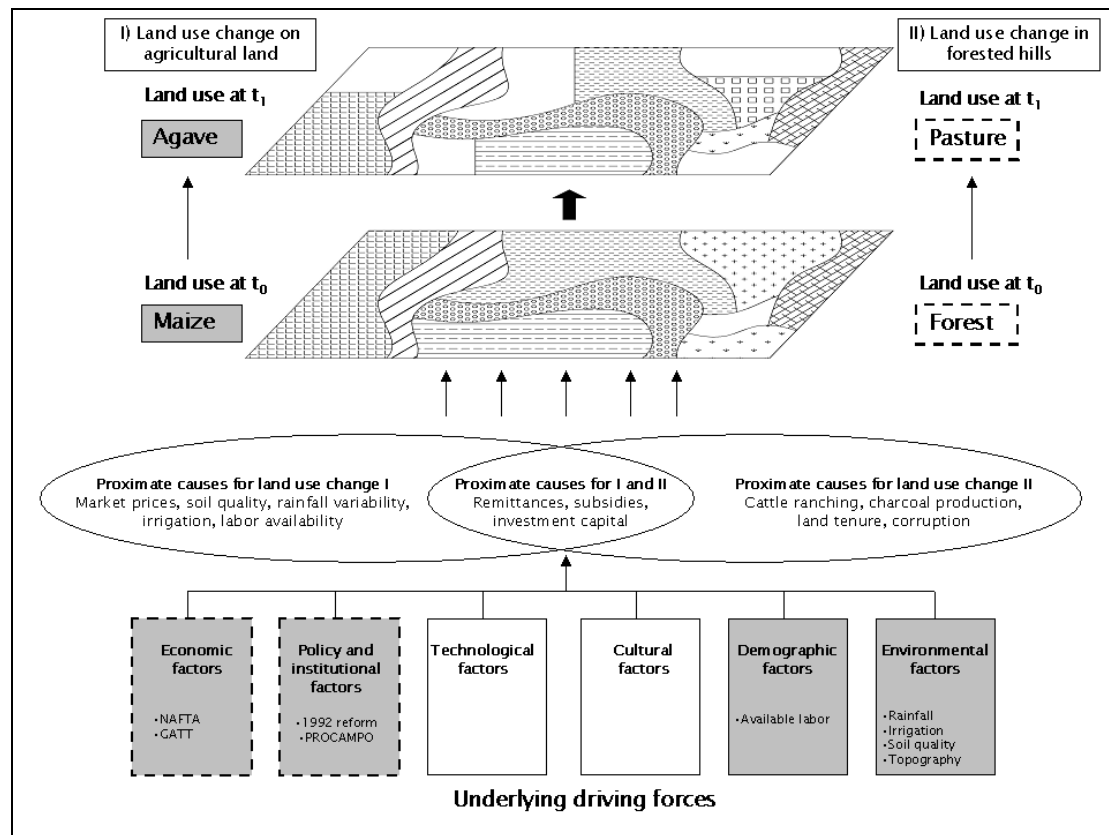 I) Land use change on
agricultural land
II) Land use change in
forested hills
Land use at t₁
Agave
Land use at t₁
Pasture
Land use at t₀
Maize
Land use at t₀
Forest
Proximate causes for land use change I
Market prices, soil quality, rainfall variability,
irrigation, labor availability
Proximate causes for I and II
Remittances, subsidies,
investment capital
Proximate causes for land use change II
Cattle ranching, charcoal production,
land tenure, corruption
Economic
factors
•NAFTA
•GATT
Policy and
institutional
factors
•1992 reform
•PROCAMPO
Technological
factors
Cultural
factors
Demographic
factors
•Available labor
Environmental
factors
•Rainfall
•Irrigation
•Soil quality
•Topography
Underlying driving forces